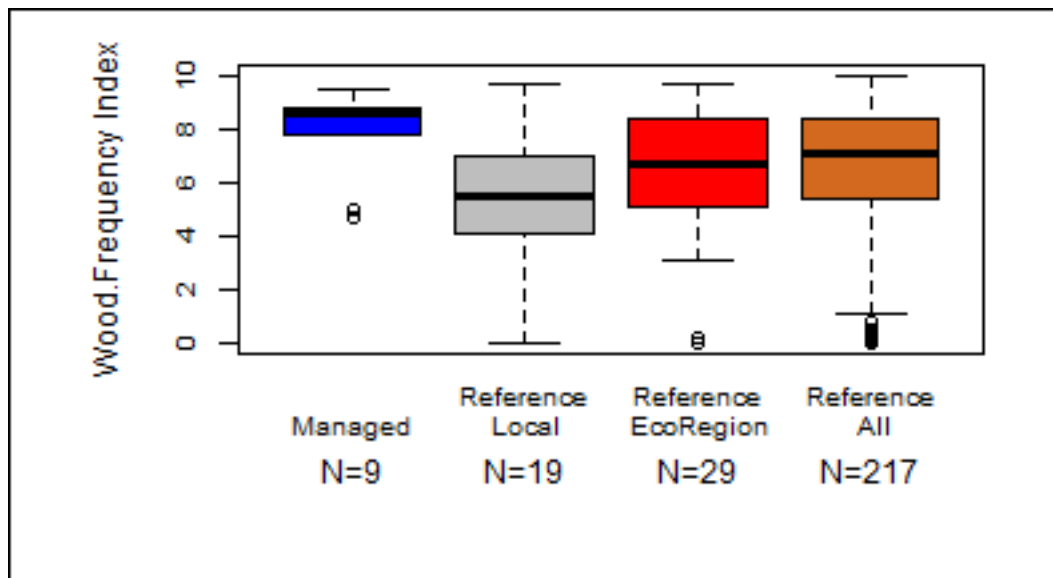 Wood.Frequency Index
10
8
6
4
2
0
Managed
Reference
Local
Reference
EcoRegion
Reference
All
N=9
N=19
N=29
N=217